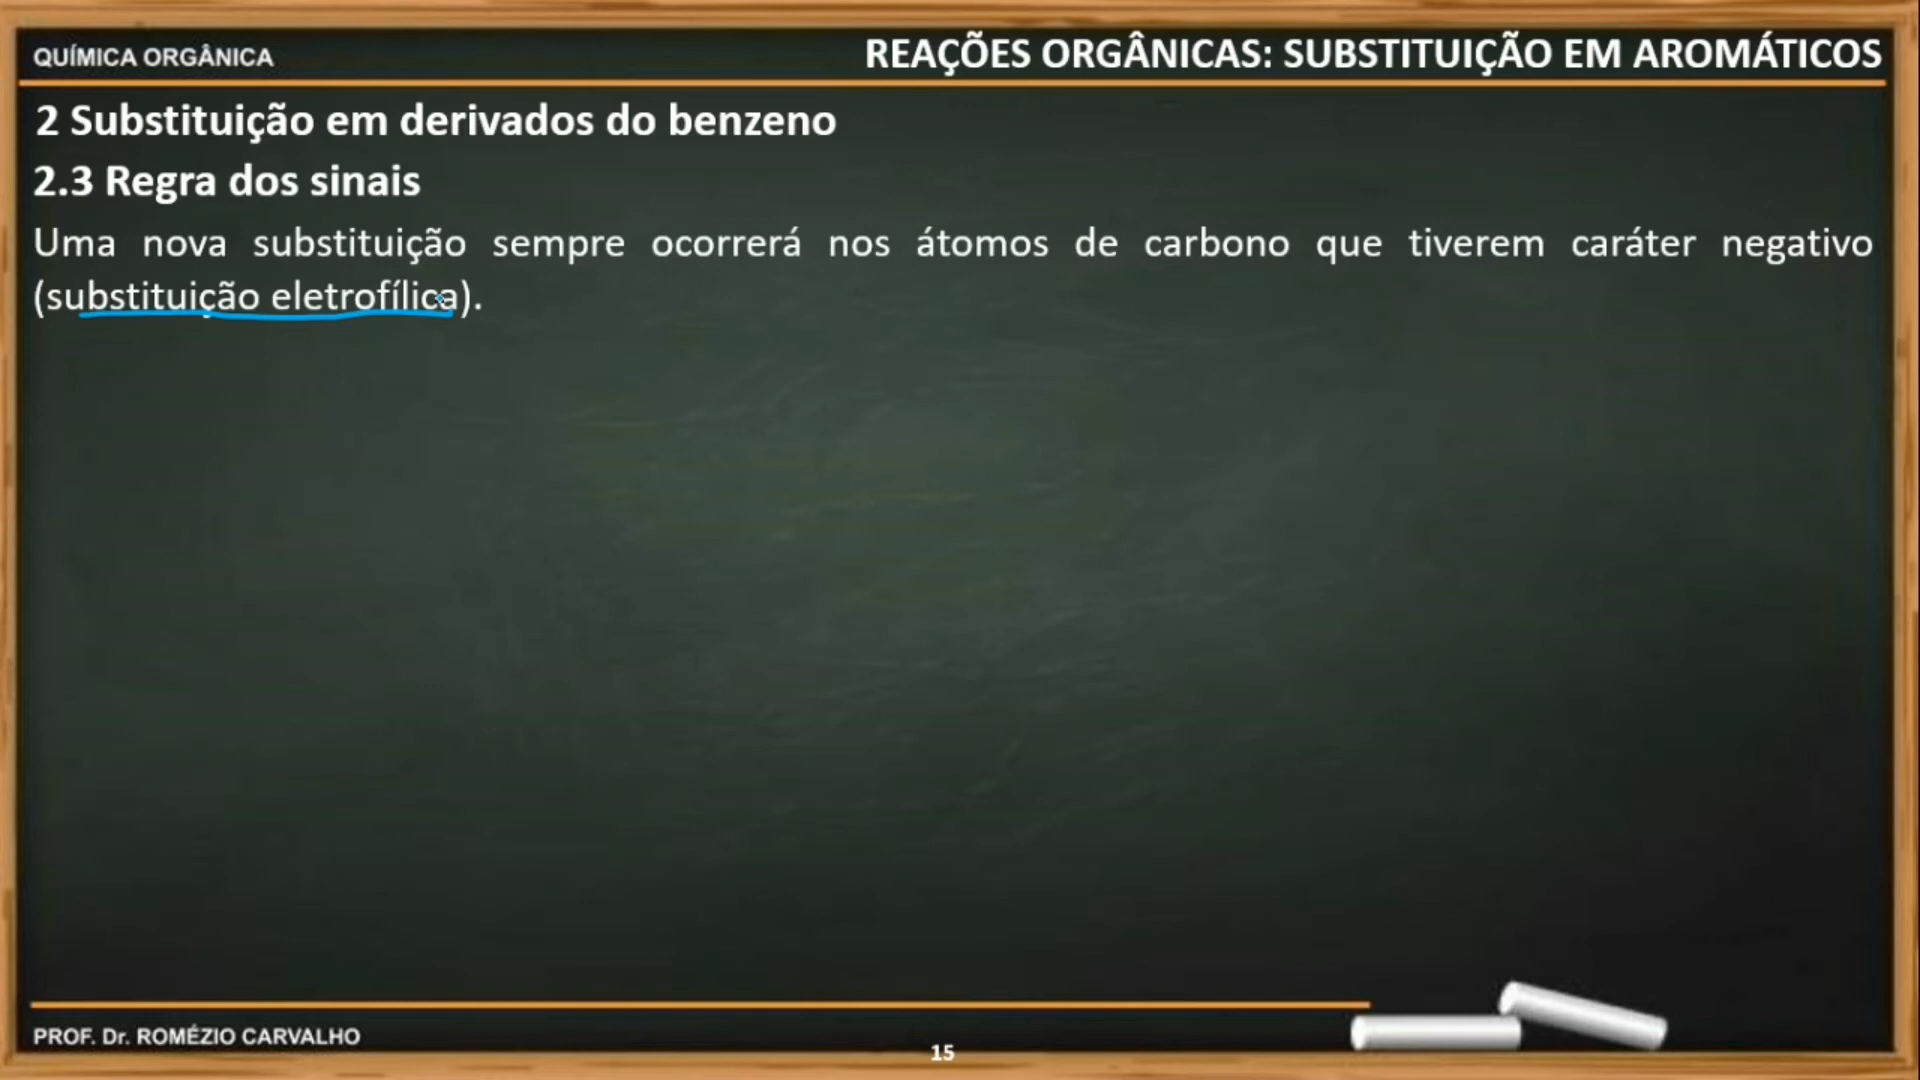 QUÍMICA ORGÂNICA
REAÇÕES ORGÂNICAS: SUBSTITUIÇÃO EM AROMÁTICOS
2 Substituição em derivados do benzeno
2.3 Regra dos sinais
Uma nova substituição sempre ocorrerá nos átomos de carbono que tiverem caráter negativo
(substituição eletrofílica).
PROF. Dr. ROMÉZIO CARVALHO
15